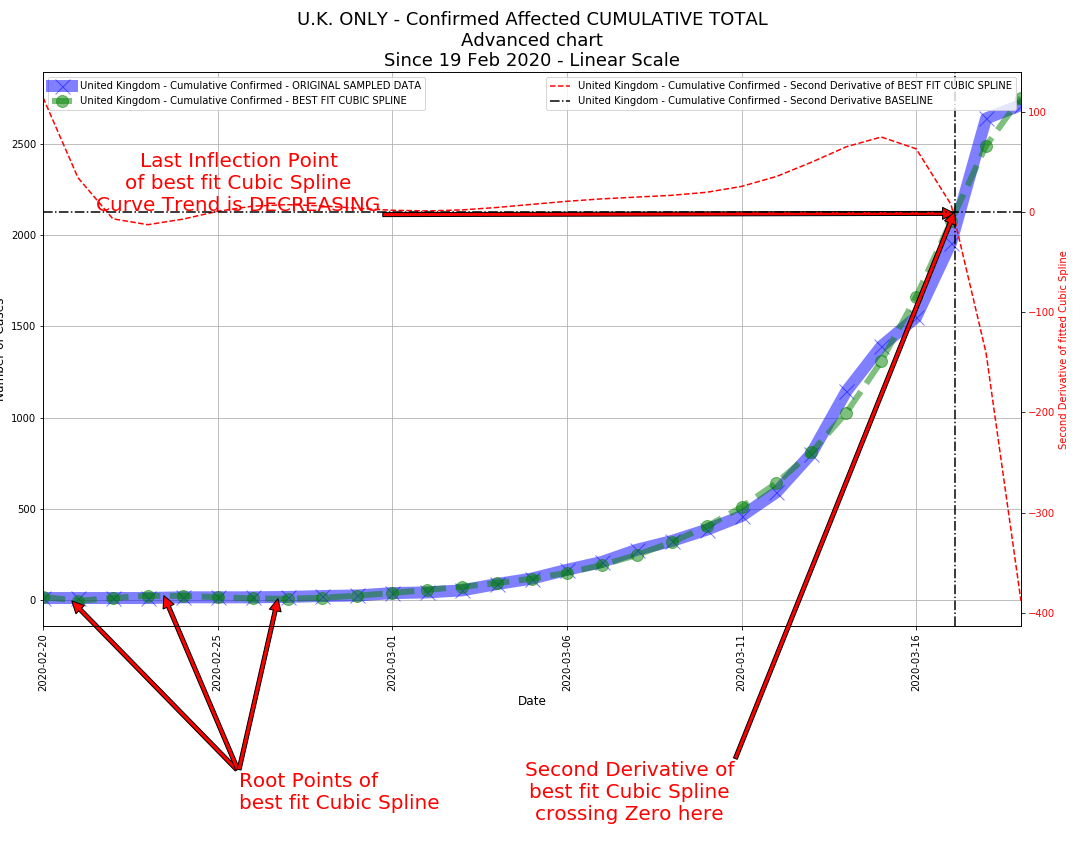 U.K. ONLY - Confirmed Affected CUMULATIVE TOTAL
Advanced chart
Since 19 Feb 2020 - Linear Scale
United Kingdom - Cumulative Confirmed - ORIGINAL SAMPLED DATA
United Kingdom - Cumulative Confirmed - BEST FIT CUBIC SPLINE
United Kingdom - Cumulative Confirmed - Second Derivative of BEST FIT CUBIC SPLINE
United Kingdom - Cumulative Confirmed - Second Derivative BASELINE
Last Inflection Point
of best fit Cubic Spline
Curve Trend is DECREASING
2500
2000
1500
1000
500
0
Number of Cases
100
0
−100
−200
−300
−400
Second Derivative of fitted Cubic Spline
2020-02-20
2020-02-25
2020-03-01
2020-03-06
2020-03-11
2020-03-16
Date
Root Points of
best fit Cubic Spline
Second Derivative of
best fit Cubic Spline
crossing Zero here